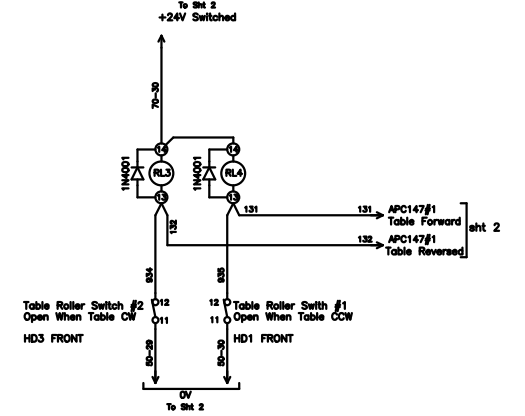 To Sht 2
+24V Switched
70-30
14
14
1N4001
RL3
1N4001
RL4
13
13
131
131
APC147#1
Table Forward
132
132
APC147#1
Table Reversed
sht 2
934
935
Table Roller Switch #2
Open When Table CW
12
11
HD3 FRONT
12
11
Table Roller Swith #1
Open When Table CCW
HD1 FRONT
50-29
50-30
0V
To Sht 2